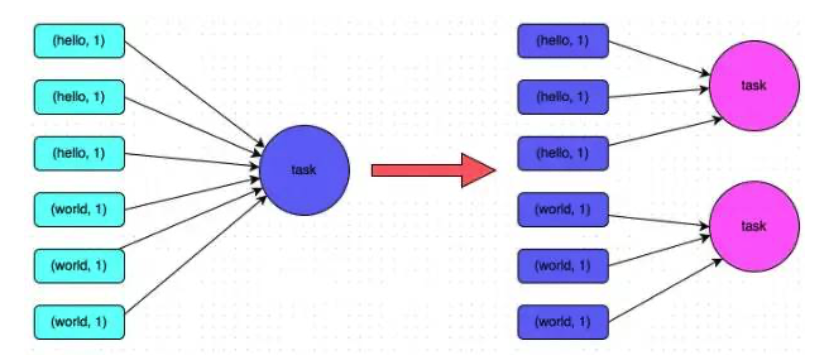 (hello, 1)
(hello, 1)
(hello, 1)
(world, 1)
(world, 1)
(world, 1)
task
(hello, 1)
(hello, 1)
(hello, 1)
(world, 1)
(world, 1)
(world, 1)
task
task